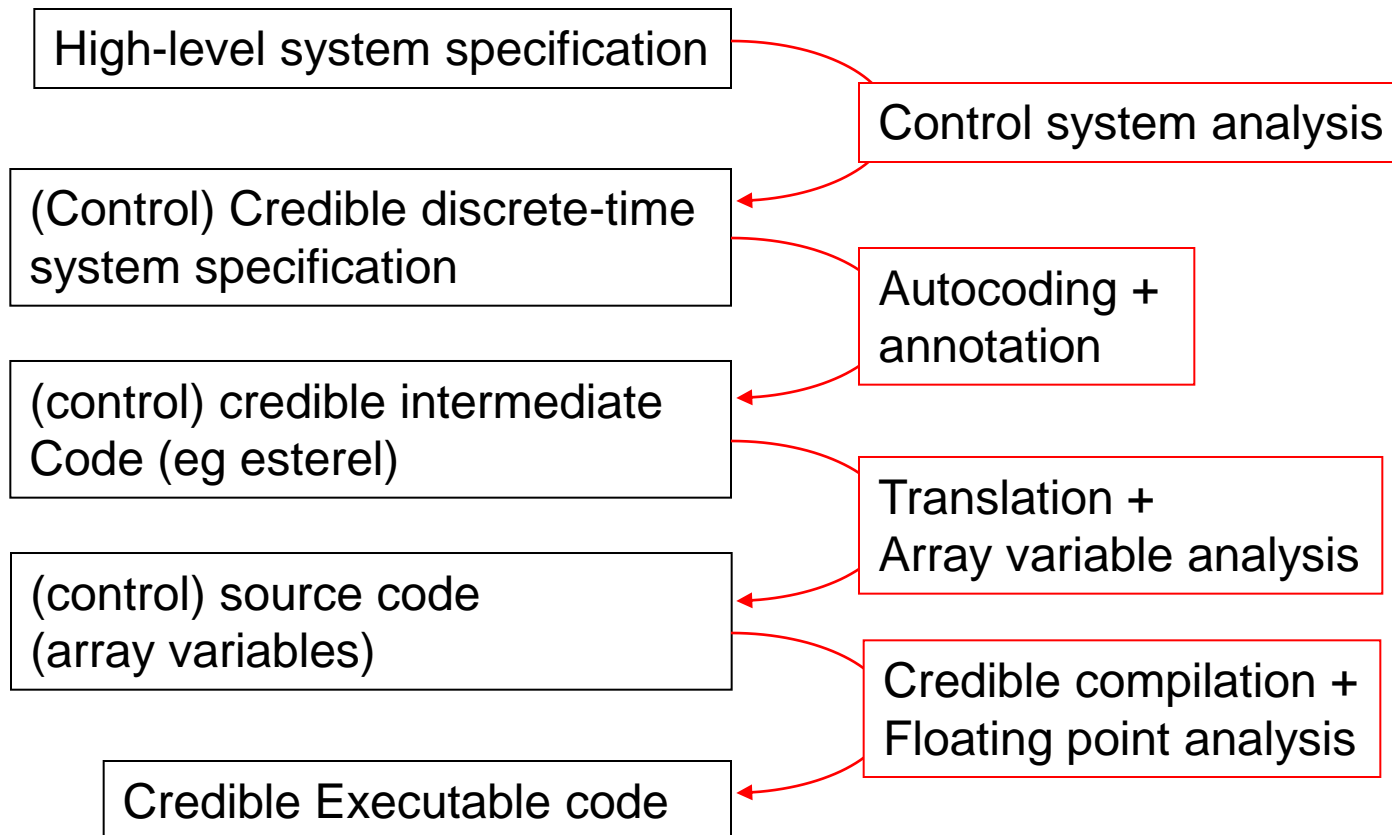 High-level system specification
Control system analysis
(Control) Credible discrete-time
system specification
Autocoding +
annotation
(control) credible intermediate
Code (eg esterel)
Translation +
Array variable analysis
(control) source code
(array variables)
Credible compilation +
Floating point analysis
Credible Executable code